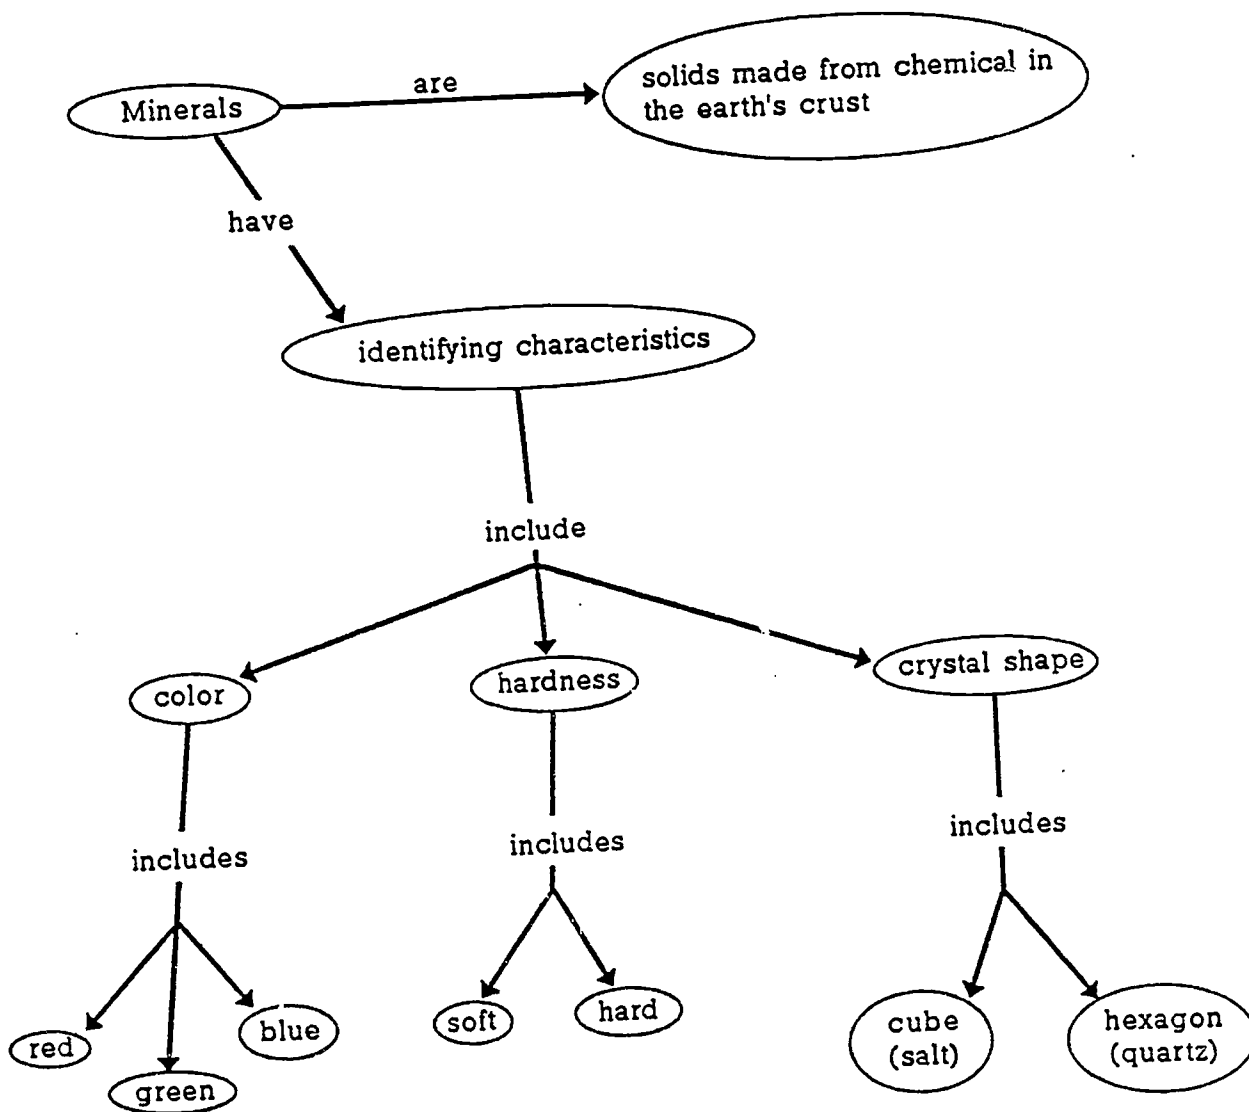 Minerals
are
solids made from chemical in
the earth's crust
have
identifying characteristics
include
color
hardness
crystal shape
includes
includes
includes
red
green
blue
soft
hard
cube
(salt)
hexagon
(quartz)